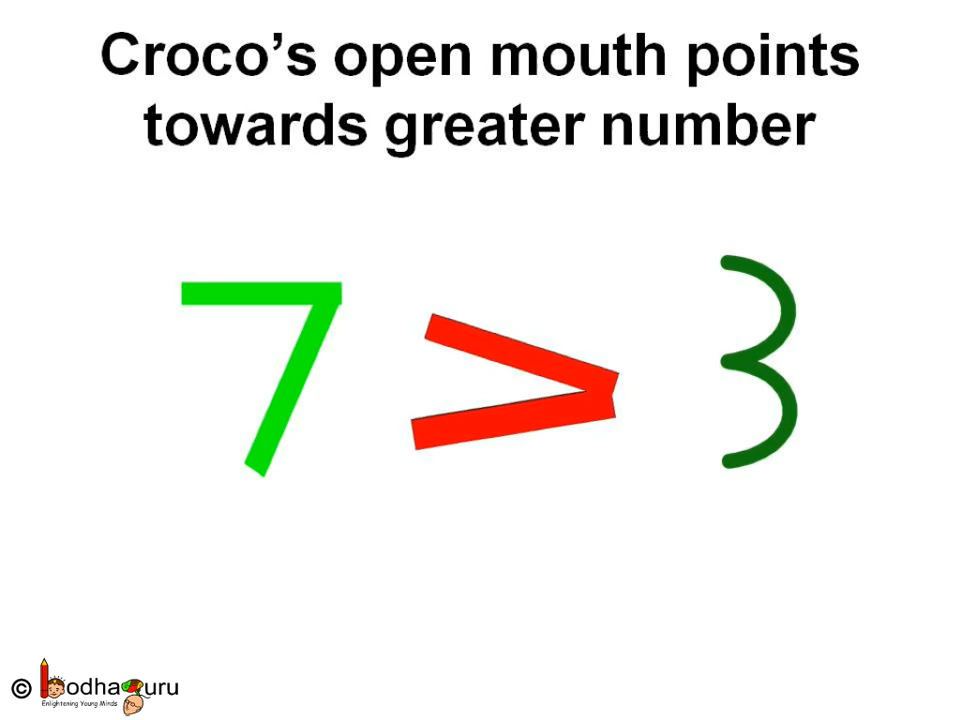 Croco's open mouth points
towards greater number
7 > 3
© BodhaGuru
Enlightening Young Minds